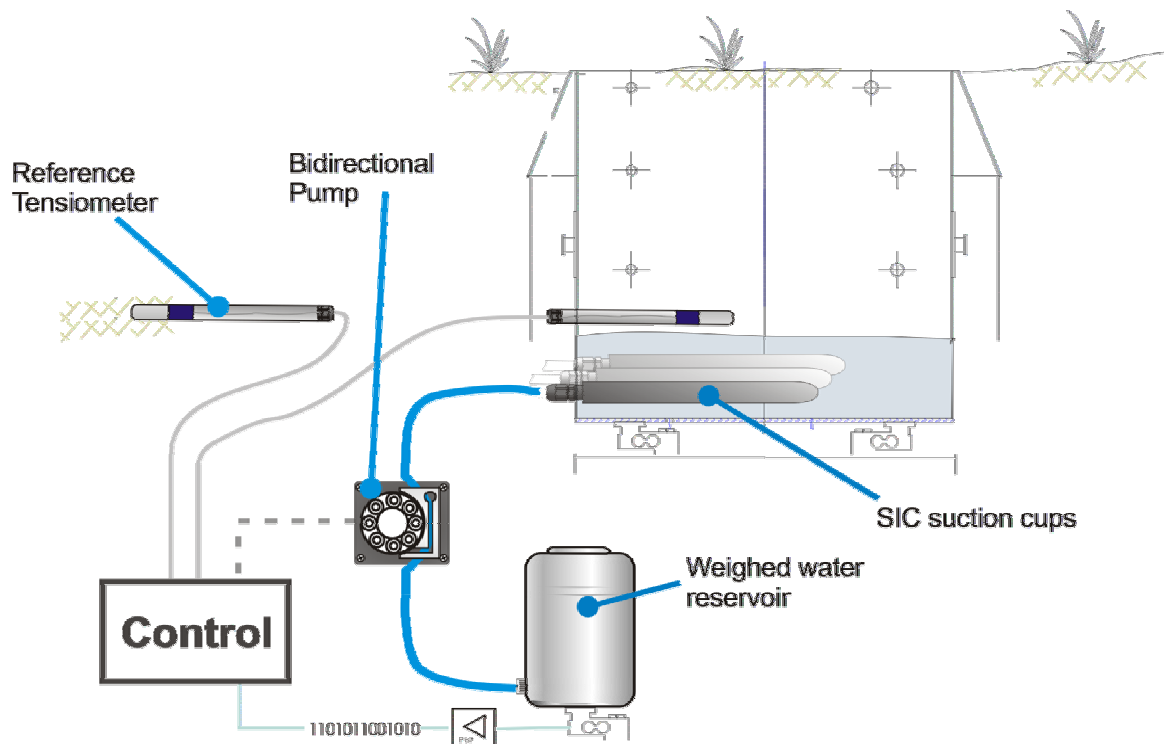 Reference
Tensiometer
Bidirectional
Pump
SIC suction cups
Weighed water
reservoir
Control
1101011001010